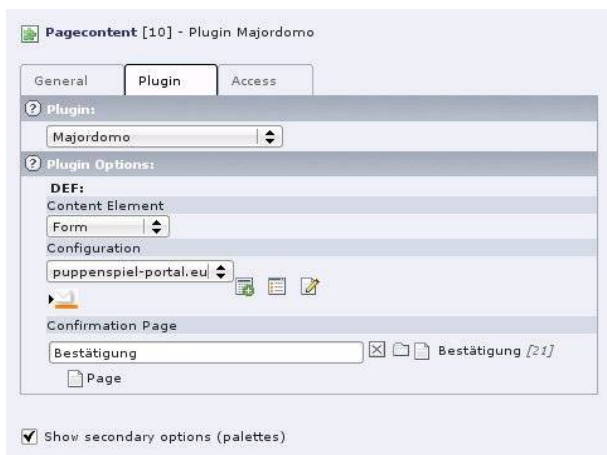 Pagecontent [10] - Plugin Majordomo
General Plugin Access
Plugin:
Majordomo
Plugin Options:
DEF:
Content Element
Form
Configuration
puppenspiel-portal.eu
Confirmation Page
Bestätigung Bestätigung [21]
Page
Show secondary options (palettes)